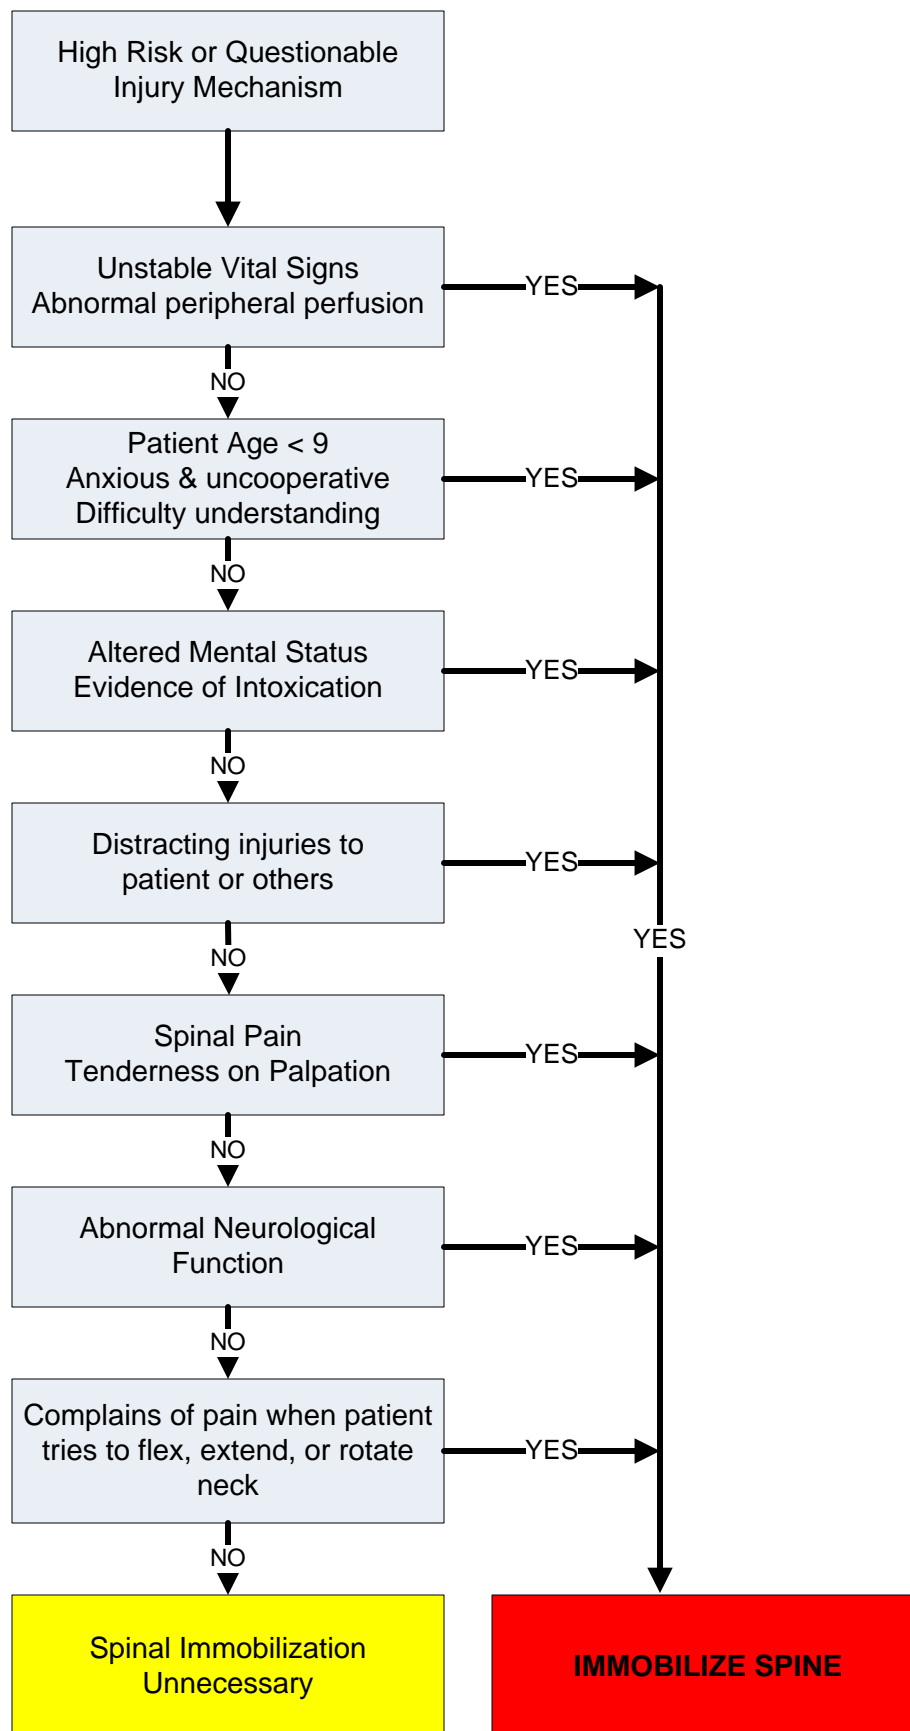 High Risk or Questionable
Injury Mechanism
Unstable Vital Signs
Abnormal peripheral perfusion
YES
NO
Patient Age < 9
Anxious & uncooperative
Difficulty understanding
YES
NO
Altered Mental Status
Evidence of Intoxication
YES
NO
Distracting injuries to
patient or others
YES
YES
NO
Spinal Pain
Tenderness on Palpation
YES
NO
Abnormal Neurological
Function
YES
NO
Complains of pain when patient
tries to flex, extend, or rotate
neck
YES
NO
Spinal Immobilization
Unnecessary
IMMOBILIZE SPINE